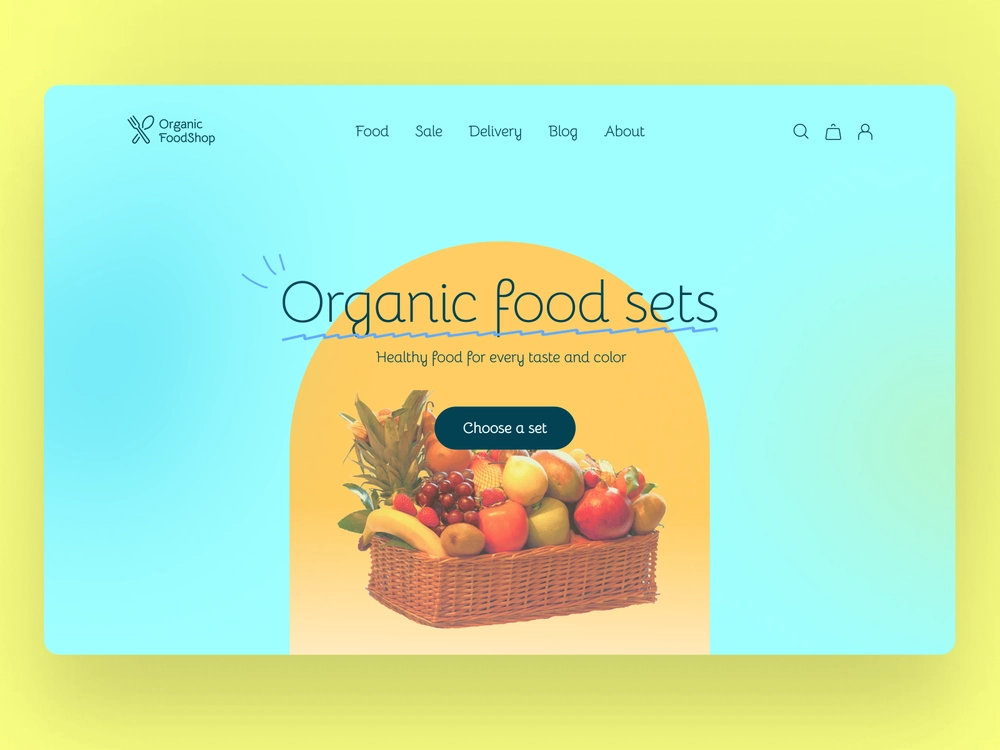 Organic
FoodShop
Food Sale Delivery Blog About
Organic food sets
Healthy food for every taste and color
Choose a set